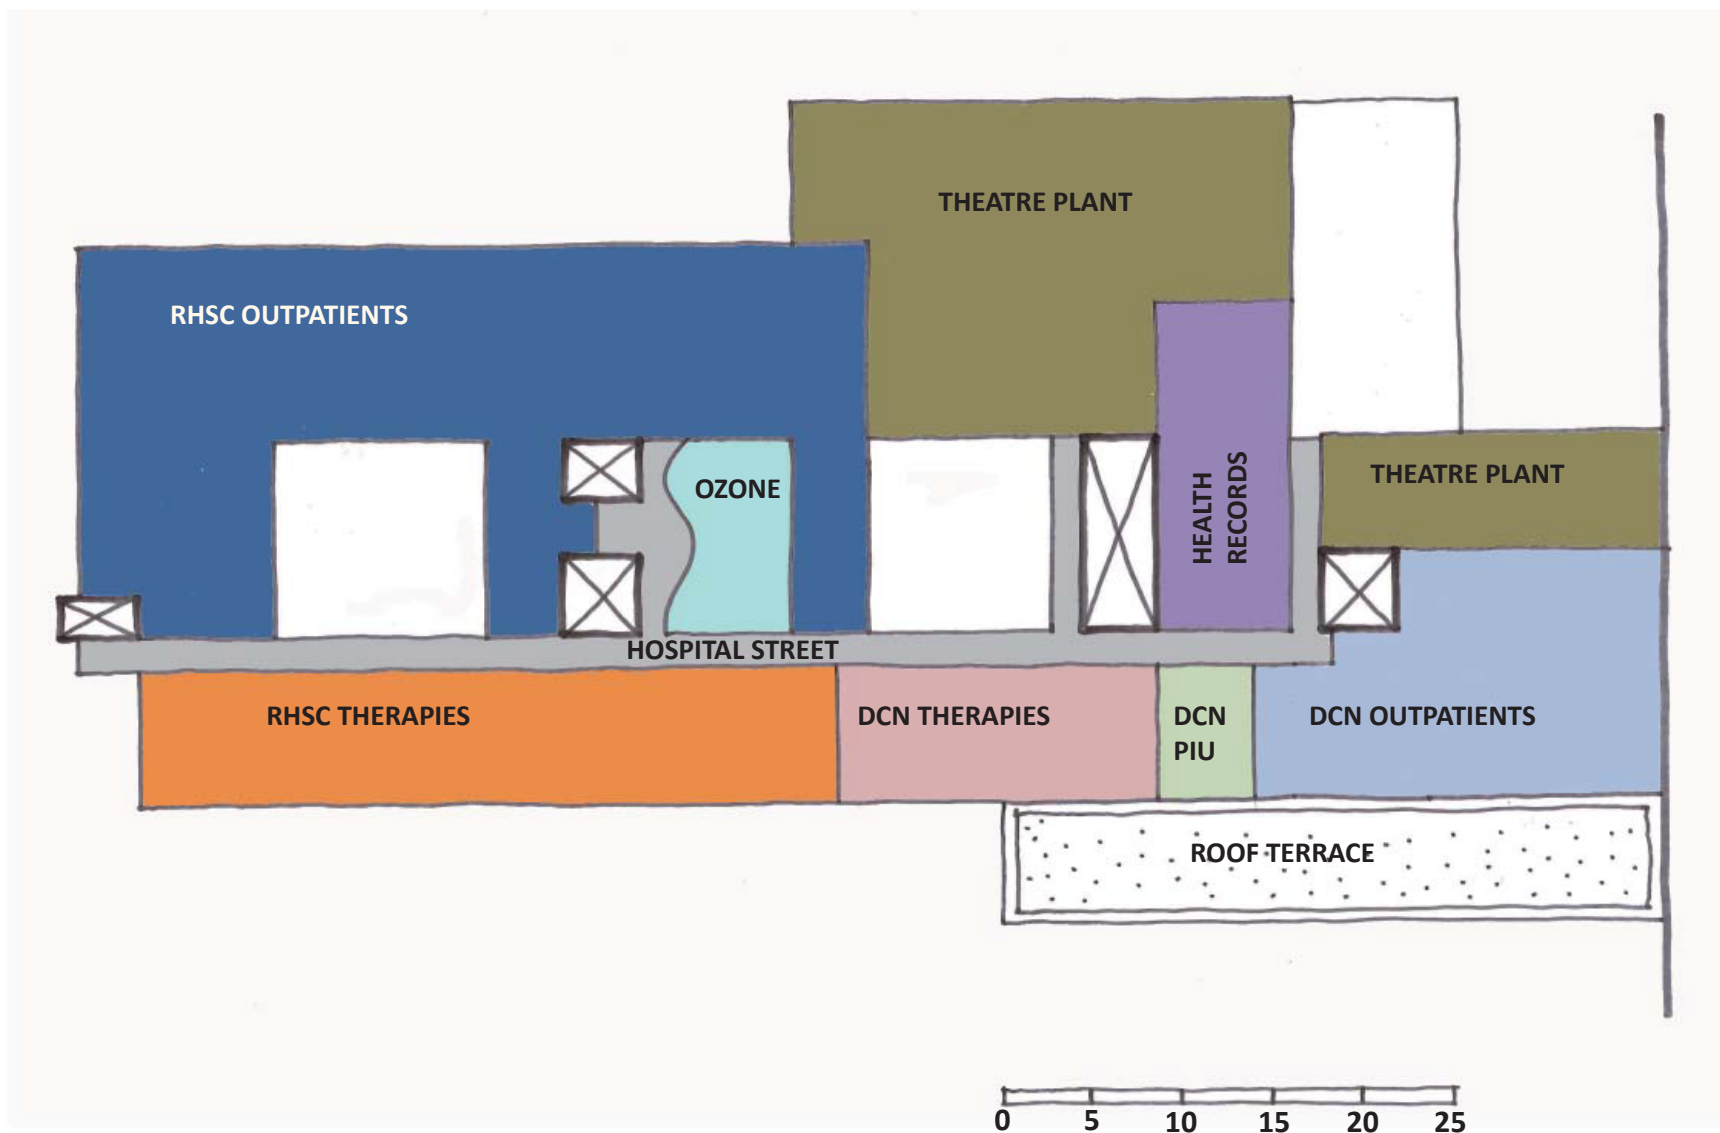 THEATRE PLANT
RHSC OUTPATIENTS
OZONE
HEALTH
RECORDS
THEATRE PLANT
HOSPITAL STREET
RHSC THERAPIES
DCN THERAPIES
DCN
PIU
DCN OUTPATIENTS
ROOF TERRACE
0 5 10 15 20 25